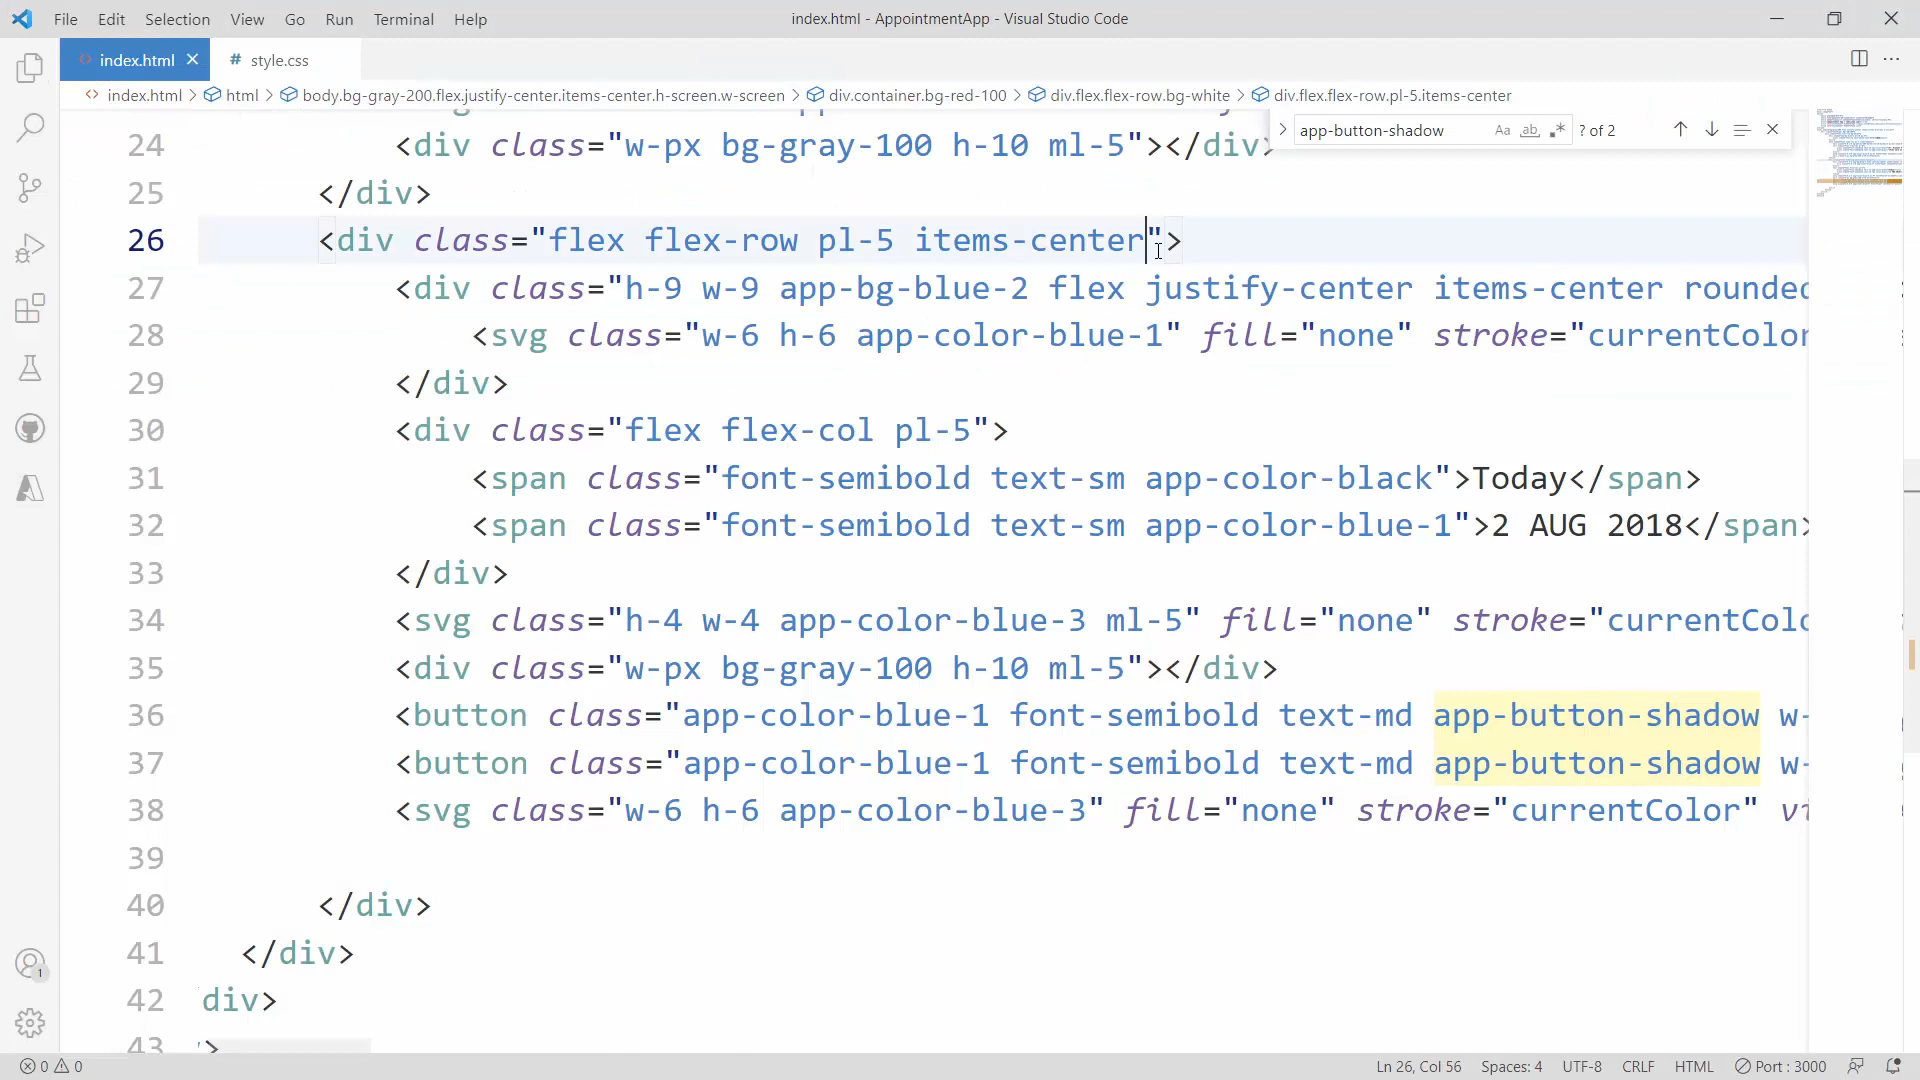 File Edit Selection View Go Run Terminal Help
index.html - AppointmentApp - Visual Studio Code
index.html
# style.css
index.html > html > body.bg-gray-200.flex.justify-center.items-center.h-screen.w-screen > div.container.bg-red-100 > div.flex.flex-row.bg-white > div.flex.flex-row.pl-5.items-center
app-button-shadow Aa ab .* ? of 2
24 <div class="w-px bg-gray-100 h-10 ml-5"></div>
25 </div>
26 <div class="flex flex-row pl-5 items-center">
27 <div class="h-9 w-9 app-bg-blue-2 flex justify-center items-center rounded
28 <svg class="w-6 h-6 app-color-blue-1" fill="none" stroke="currentColor
29 </div>
30 <div class="flex flex-col pl-5">
31 <span class="font-semibold text-sm app-color-black">Today</span>
32 <span class="font-semibold text-sm app-color-blue-1">2 AUG 2018</span>
33 </div>
34 <svg class="h-4 w-4 app-color-blue-3 ml-5" fill="none" stroke="currentColo
35 <div class="w-px bg-gray-100 h-10 ml-5"></div>
36 <button class="app-color-blue-1 font-semibold text-md app-button-shadow w-
37 <button class="app-color-blue-1 font-semibold text-md app-button-shadow w-
38 <svg class="w-6 h-6 app-color-blue-3" fill="none" stroke="currentColor" vi
39
40 </div>
41 </div>
42 div>
43 >
1
0 0 Ln 26, Col 56 Spaces: 4 UTF-8 CRLF HTML Port : 3000